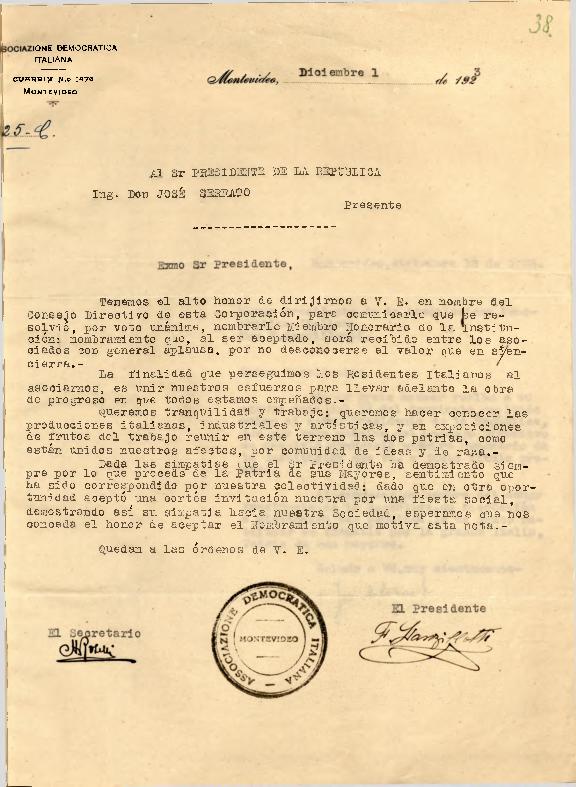 38.
ASSOCIAZIONE DEMOCRATICA
ITALIANA
CUAREIM N.o 1476
MONTEVIDEO
25-C.
Montevideo, Diciembre 1 de 1923
Al Sr PRESIDENTE DE LA REPÚBLICA
Ing. Don JOSÉ SERRATO
Presente
Exmo Sr Presidente,
Tenemos el alto honor de dirijirnos a V. E. en nombre del
Consejo Directivo de esta Corporación, para comunicarle que se re-
solvió, por voto unánime, nombrarle Miembro Honorario de la Institu-
ción: nombramiento que, al ser aceptado, será recibido entre los aso-
ciados con general aplauso, por no desconocerse el valor que en sí en-
cierra.-
La finalidad que perseguimos los Residentes Italianos al
asociarnos, es unir nuestros esfuerzos para llevar adelante la obra
de progreso en que todos estamos empeñados.-
Queremos tranquilidad y trabajo: queremos hacer conocer las
producciones italianas, industriales y artísticas, y en exposiciones
de frutos del trabajo reunir en este terreno las dos patrias, como
están unidos nuestros afectos, por comunidad de ideas y de raza.-
Dada las simpatías que el Sr Presidente ha demostrado siem-
pre por lo que procede de la Patria de sus Mayores, sentimiento que
ha sido correspondido por nuestra colectividad; dado que en otra opor-
tunidad aceptó una cortés invitación nuestra por una fiesta social,
demostrando así su simpatía hacia nuestra Sociedad, esperamos que nos
conceda el honor de aceptar el Nombramiento que motiva esta nota.-
Quedan a las órdenes de V. E.
El Presidente
El Secretario
ASSOCIAZIONE DEMOCRATICA ITALIANA
MONTEVIDEO